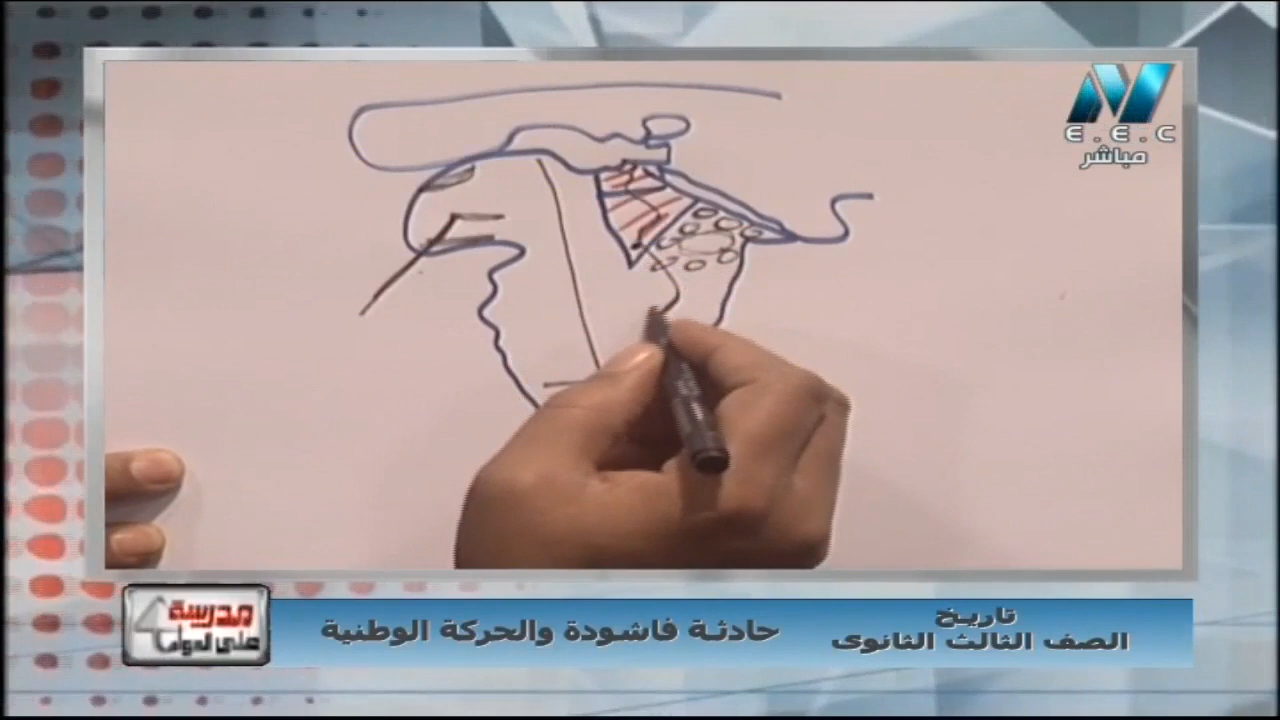 E.E.C
مباشر
تاريخ
الصف الثالث الثانوى
حادثة فاشودة والحركة الوطنية
مدرسة
على الهواء